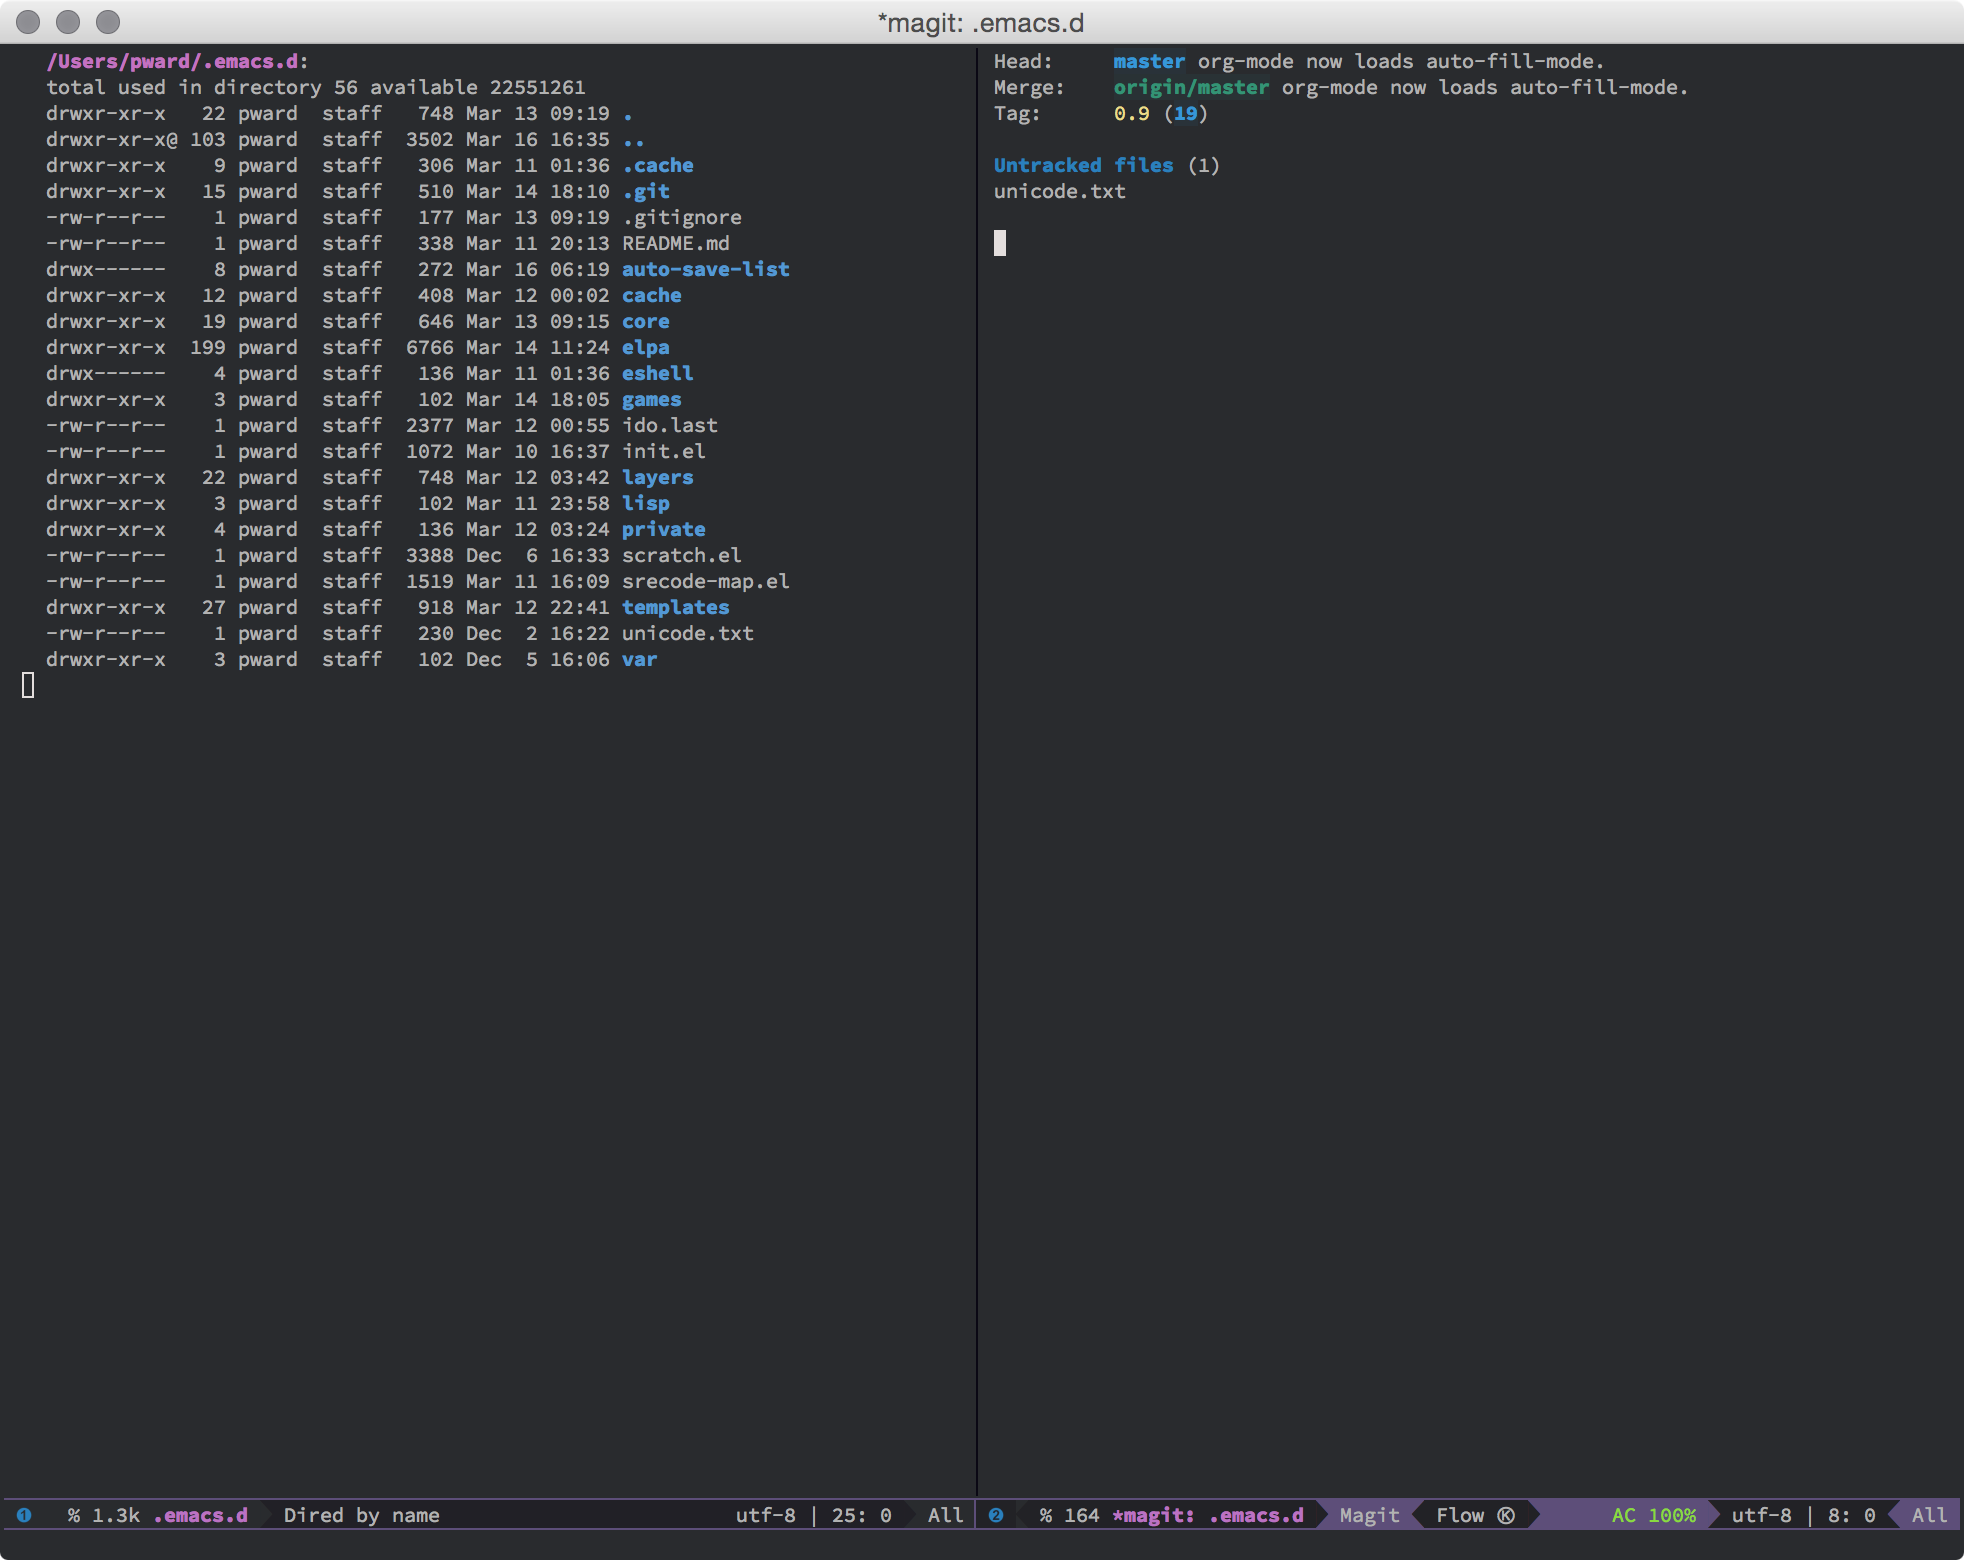 *magit: .emacs.d
/Users/pward/.emacs.d:
total used in directory 56 available 22551261
drwxr-xr-x   22 pward  staff   748 Mar 13 09:19 .
drwxr-xr-x@ 103 pward  staff  3502 Mar 16 16:35 ..
drwxr-xr-x    9 pward  staff   306 Mar 11 01:36 .cache
drwxr-xr-x   15 pward  staff   510 Mar 14 18:10 .git
-rw-r--r--    1 pward  staff   177 Mar 13 09:19 .gitignore
-rw-r--r--    1 pward  staff   338 Mar 11 20:13 README.md
drwx------    8 pward  staff   272 Mar 16 06:19 auto-save-list
drwxr-xr-x   12 pward  staff   408 Mar 12 00:02 cache
drwxr-xr-x   19 pward  staff   646 Mar 13 09:15 core
drwxr-xr-x  199 pward  staff  6766 Mar 14 11:24 elpa
drwx------    4 pward  staff   136 Mar 11 01:36 eshell
drwxr-xr-x    3 pward  staff   102 Mar 14 18:05 games
-rw-r--r--    1 pward  staff  2377 Mar 12 00:55 ido.last
-rw-r--r--    1 pward  staff  1072 Mar 10 16:37 init.el
drwxr-xr-x   22 pward  staff   748 Mar 12 03:42 layers
drwxr-xr-x    3 pward  staff   102 Mar 11 23:58 lisp
drwxr-xr-x    4 pward  staff   136 Mar 12 03:24 private
-rw-r--r--    1 pward  staff  3388 Dec  6 16:33 scratch.el
-rw-r--r--    1 pward  staff  1519 Mar 11 16:09 srecode-map.el
drwxr-xr-x   27 pward  staff   918 Mar 12 22:41 templates
-rw-r--r--    1 pward  staff   230 Dec  2 16:22 unicode.txt
drwxr-xr-x    3 pward  staff   102 Dec  5 16:06 var
❶ % 1.3k .emacs.d Dired by name utf-8 | 25: 0 All
Head:     master org-mode now loads auto-fill-mode.
Merge:    origin/master org-mode now loads auto-fill-mode.
Tag:      0.9 (19)
Untracked files (1)
unicode.txt
❷ % 164 *magit: .emacs.d Magit Flow Ⓚ AC 100% utf-8 | 8: 0 All